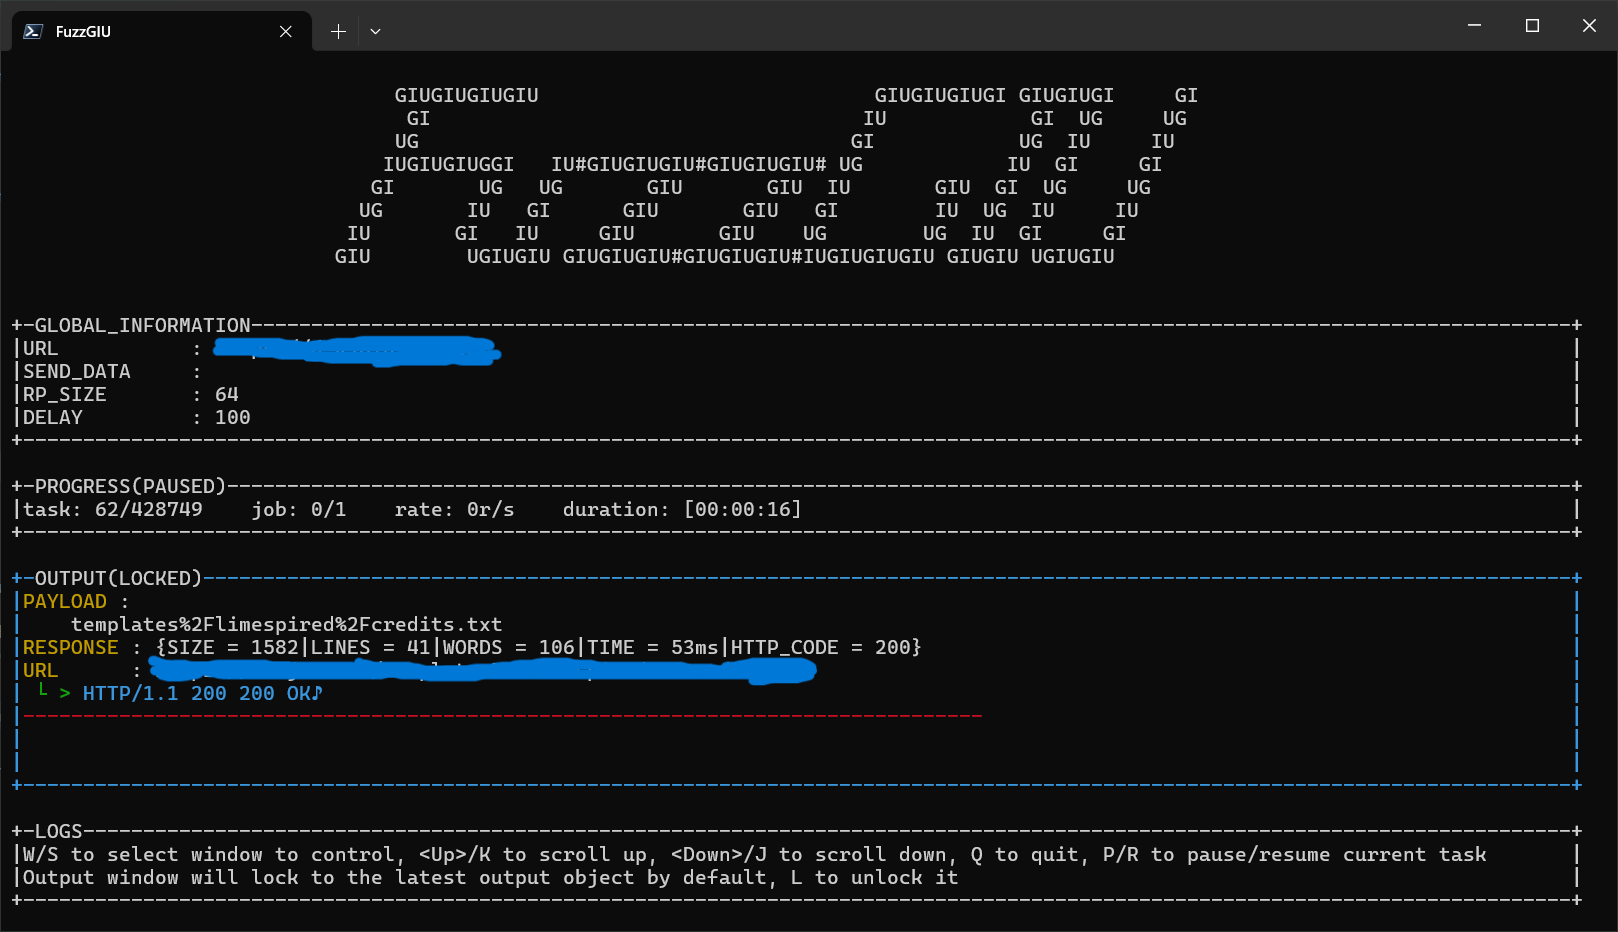 FuzzGIU
GIUGIUGIUGIU GIUGIUGIUGI GIUGIUGI GI
GI IU GI UG UG
UG GI UG IU IU
IUGIUGIUGGI IU#GIUGIUGIU#GIUGIUGIU# UG IU GI GI
GI UG UG GIU GIU IU GIU GI UG UG
UG IU GI GIU GIU GI IU UG IU IU
IU GI IU GIU GIU UG UG IU GI GI
GIU UGIUGIU GIUGIUGIU#GIUGIUGIU#IUGIUGIUGIU GIUGIU UGIUGIU
GLOBAL_INFORMATION
URL :
SEND_DATA :
RP_SIZE : 64
DELAY : 100
PROGRESS(PAUSED)
task: 62/428749 job: 0/1 rate: 0r/s duration: [00:00:16]
OUTPUT(LOCKED)
PAYLOAD :
templates%2Flimespired%2Fcredits.txt
RESPONSE : {SIZE = 1582|LINES = 41|WORDS = 106|TIME = 53ms|HTTP_CODE = 200}
URL :
└ > HTTP/1.1 200 200 OK♪
LOGS
W/S to select window to control, <Up>/K to scroll up, <Down>/J to scroll down, Q to quit, P/R to pause/resume current task
Output window will lock to the latest output object by default, L to unlock it